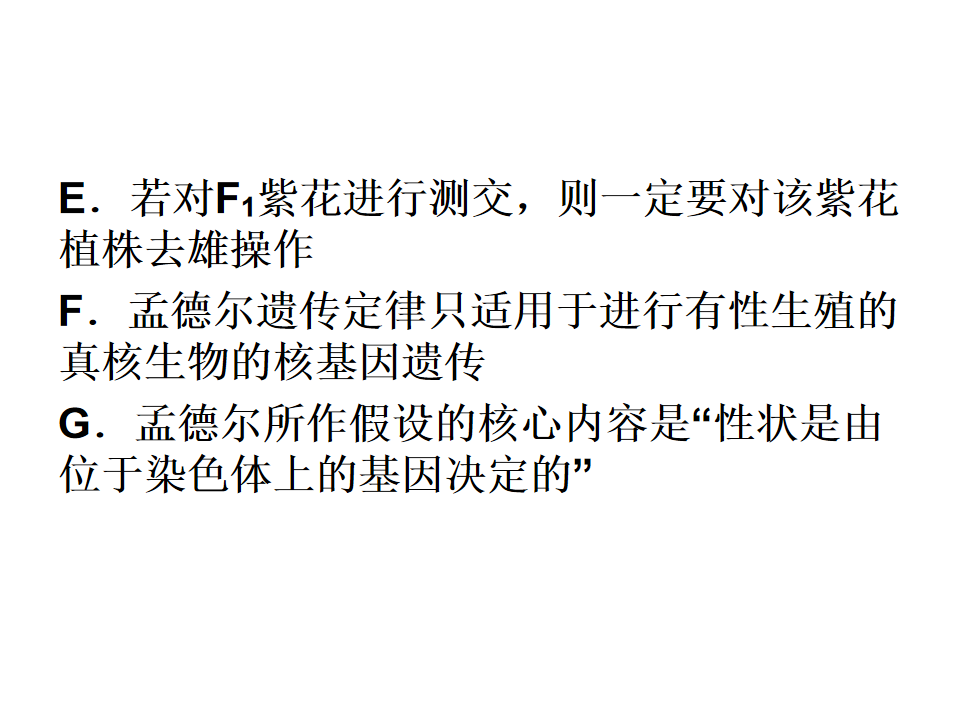 E．若对F₁紫花进行测交，则一定要对该紫花
植株去雄操作
F．孟德尔遗传定律只适用于进行有性生殖的
真核生物的核基因遗传
G．孟德尔所作假设的核心内容是“性状是由
位于染色体上的基因决定的”